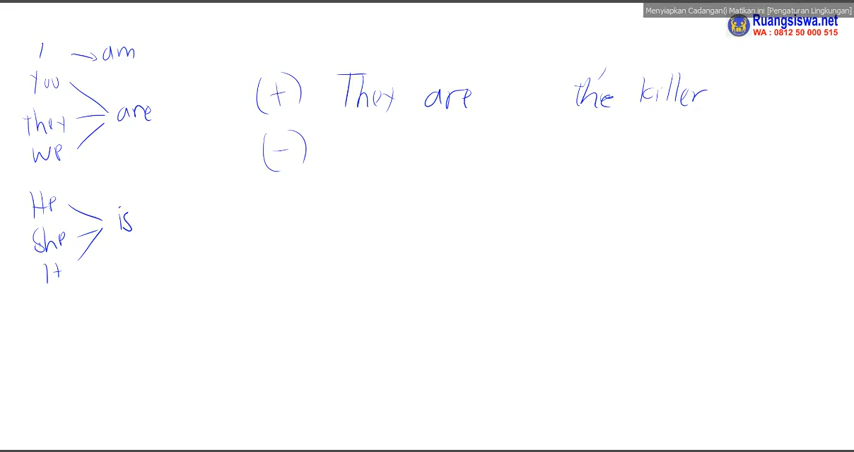 Menyiapkan Cadangan(i Matikan ini [Pengaturan Lingkungan]
Ruangsiswa.net
WA : 0812 50 000 515
I → am
You
they
we
are
He
She
It
is
(+) They are the killer
(-)